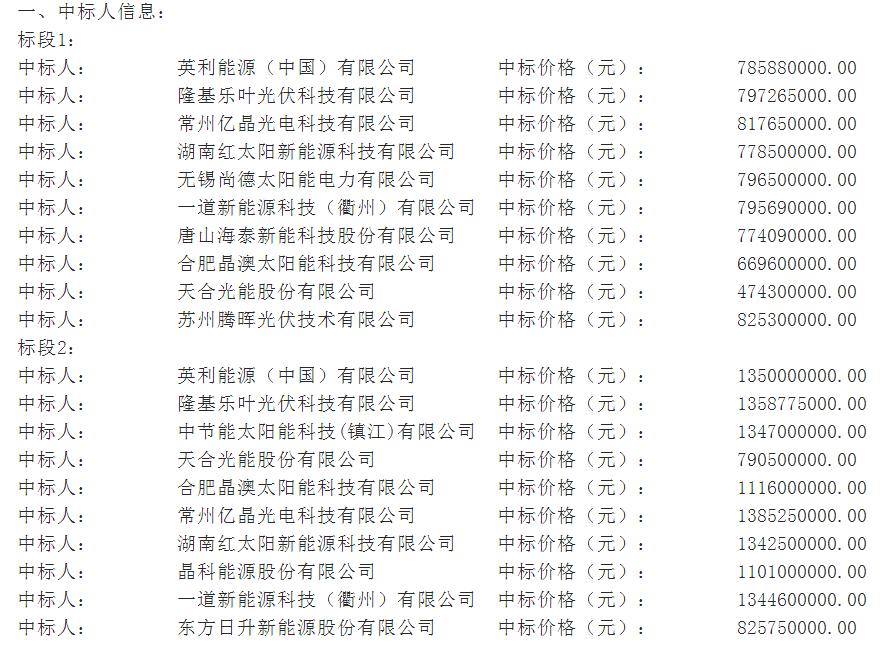 一、中标人信息：
标段1：
中标人： 英利能源（中国）有限公司 中标价格（元）： 785880000.00
中标人： 隆基乐叶光伏科技有限公司 中标价格（元）： 797265000.00
中标人： 常州亿晶光电科技有限公司 中标价格（元）： 817650000.00
中标人： 湖南红太阳新能源科技有限公司 中标价格（元）： 778500000.00
中标人： 无锡尚德太阳能电力有限公司 中标价格（元）： 796500000.00
中标人： 一道新能源科技（衢州）有限公司 中标价格（元）： 795690000.00
中标人： 唐山海泰新能科技股份有限公司 中标价格（元）： 774090000.00
中标人： 合肥晶澳太阳能科技有限公司 中标价格（元）： 669600000.00
中标人： 天合光能股份有限公司 中标价格（元）： 474300000.00
中标人： 苏州腾晖光伏技术有限公司 中标价格（元）： 825300000.00
标段2：
中标人： 英利能源（中国）有限公司 中标价格（元）： 1350000000.00
中标人： 隆基乐叶光伏科技有限公司 中标价格（元）： 1358775000.00
中标人： 中节能太阳能科技(镇江)有限公司 中标价格（元）： 1347000000.00
中标人： 天合光能股份有限公司 中标价格（元）： 790500000.00
中标人： 合肥晶澳太阳能科技有限公司 中标价格（元）： 1116000000.00
中标人： 常州亿晶光电科技有限公司 中标价格（元）： 1385250000.00
中标人： 湖南红太阳新能源科技有限公司 中标价格（元）： 1342500000.00
中标人： 晶科能源股份有限公司 中标价格（元）： 1101000000.00
中标人： 一道新能源科技（衢州）有限公司 中标价格（元）： 1344600000.00
中标人： 东方日升新能源股份有限公司 中标价格（元）： 825750000.00